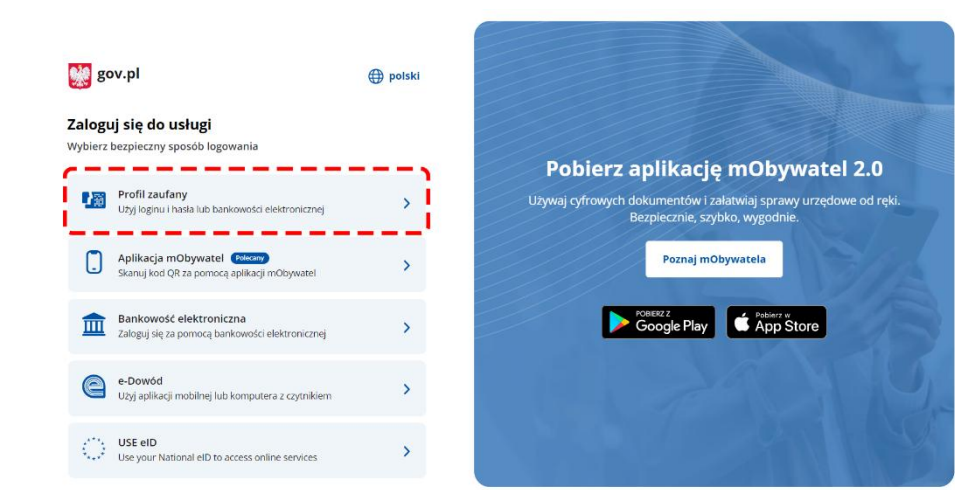 gov.pl
polski
Zaloguj się do usługi
Wybierz bezpieczny sposób logowania
Profil zaufany
Użyj loginu i hasła lub bankowości elektronicznej
Aplikacja mObywatel Polecany
Skanuj kod QR za pomocą aplikacji mObywatel
Bankowość elektroniczna
Zaloguj się za pomocą bankowości elektronicznej
e-Dowód
Użyj aplikacji mobilnej lub komputera z czytnikiem
USE eID
Use your National eID to access online services
Pobierz aplikację mObywatel 2.0
Używaj cyfrowych dokumentów i załatwiaj sprawy urzędowe od ręki.
Bezpiecznie, szybko, wygodnie.
Poznaj mObywatela
POBIERZ Z
Google Play
Pobierz w
App Store